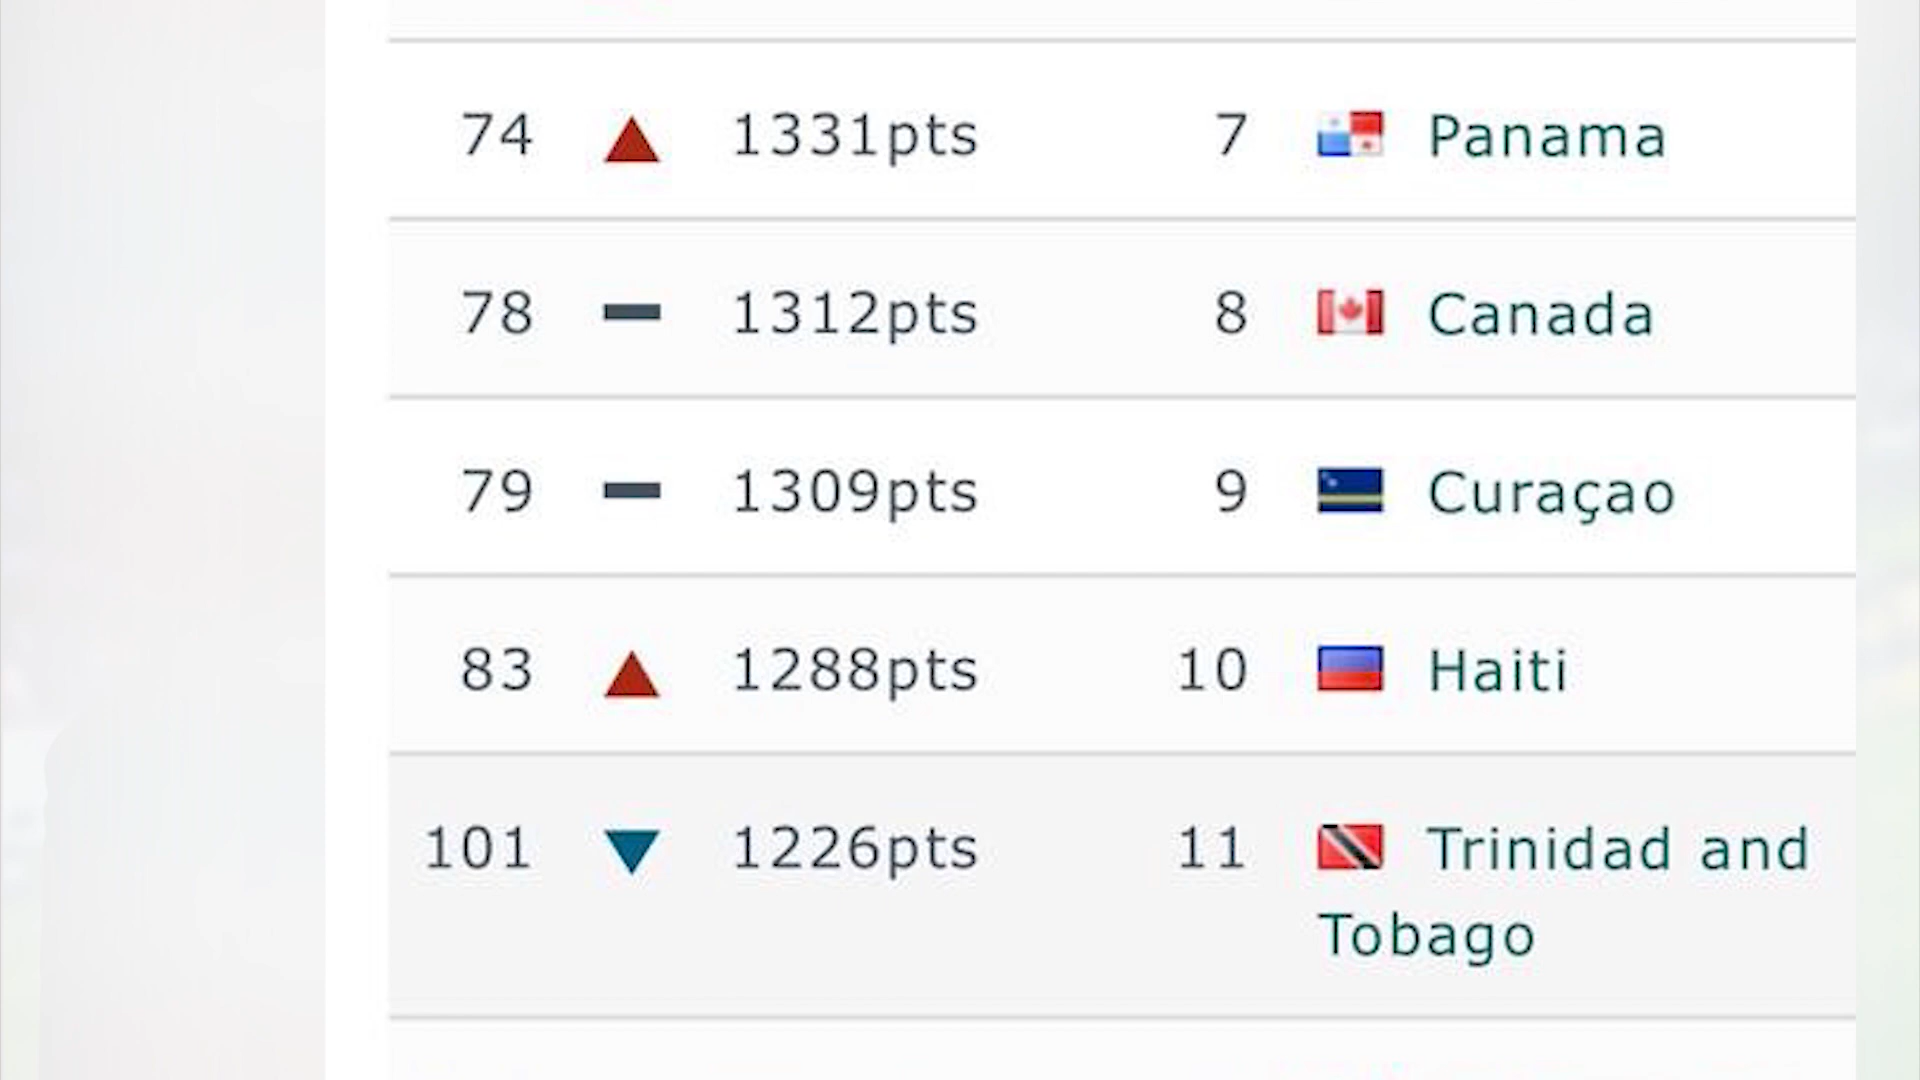 74 1331pts 7 Panama
78 1312pts 8 Canada
79 1309pts 9 Curaçao
83 1288pts 10 Haiti
101 1226pts 11 Trinidad and
Tobago